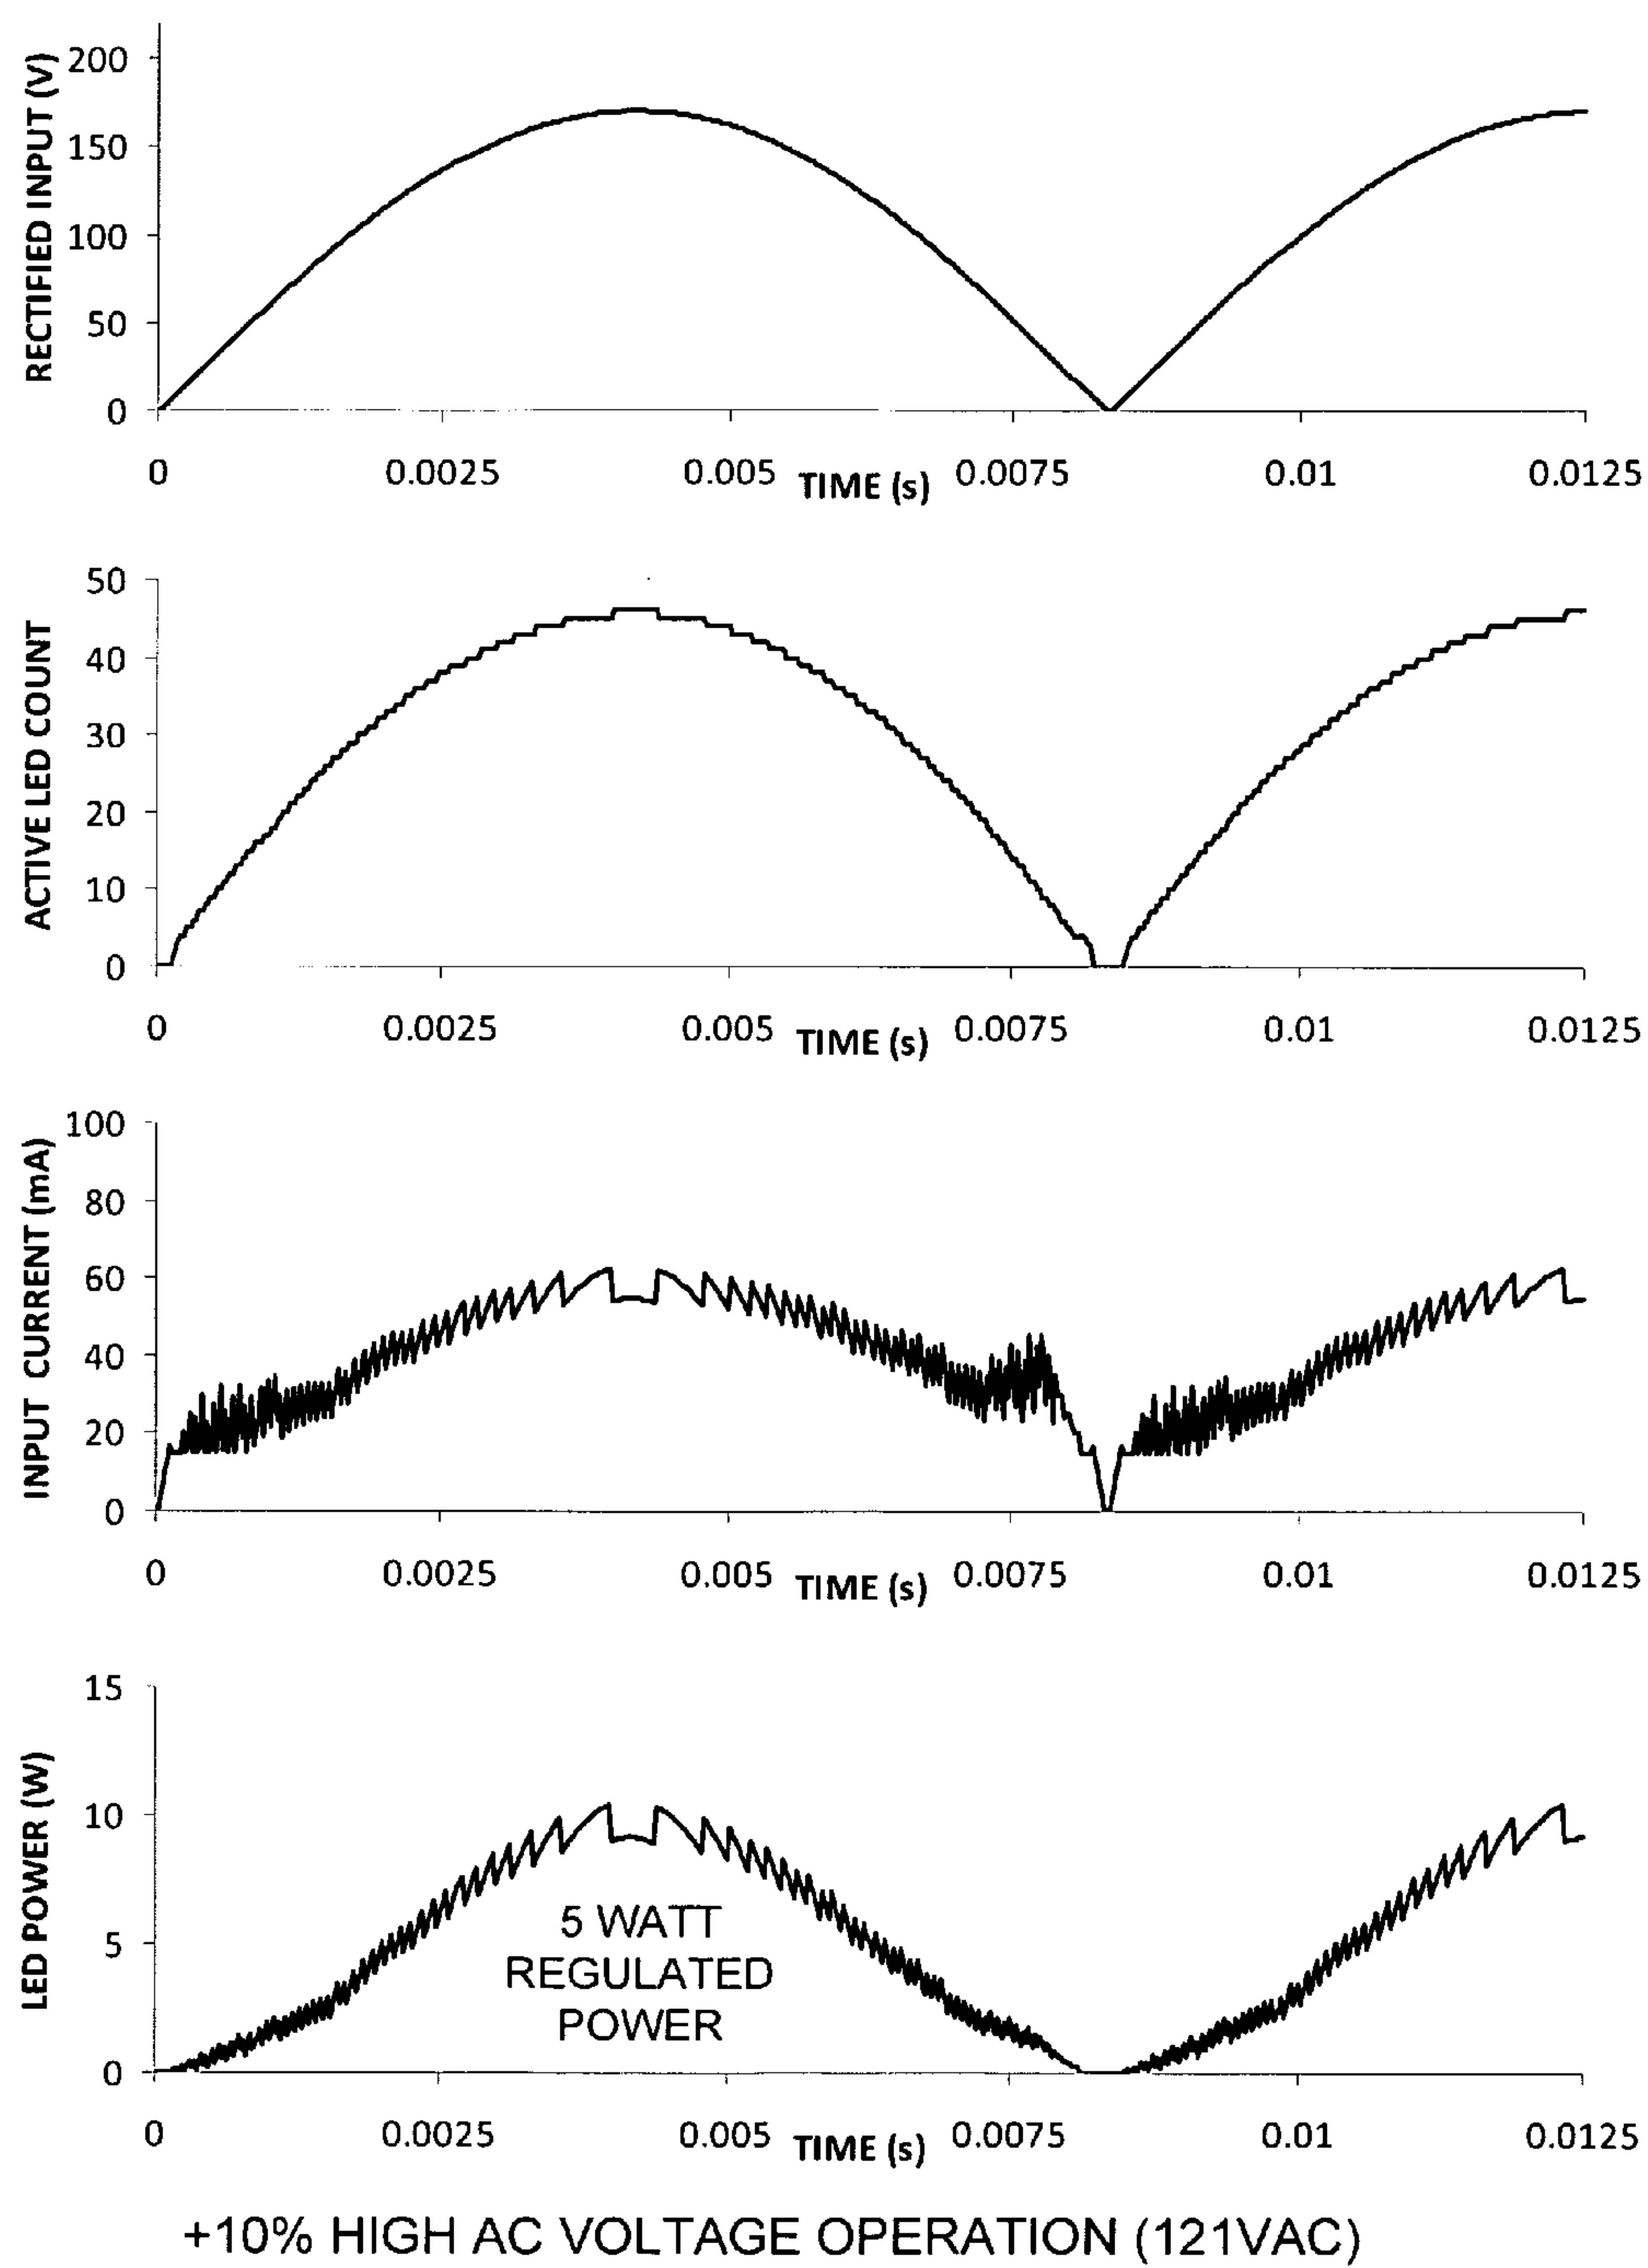 RECTIFIED INPUT (V)
200
150
100
50
0
0 0.0025 0.005 TIME (s) 0.0075 0.01 0.0125
ACTIVE LED COUNT
50
40
30
20
10
0
0 0.0025 0.005 TIME (s) 0.0075 0.01 0.0125
INPUT CURRENT (mA)
100
80
60
40
20
0
0 0.0025 0.005 TIME (s) 0.0075 0.01 0.0125
LED POWER (W)
15
10
5
0
5 WATT
REGULATED
POWER
0 0.0025 0.005 TIME (s) 0.0075 0.01 0.0125
+10% HIGH AC VOLTAGE OPERATION (121VAC)